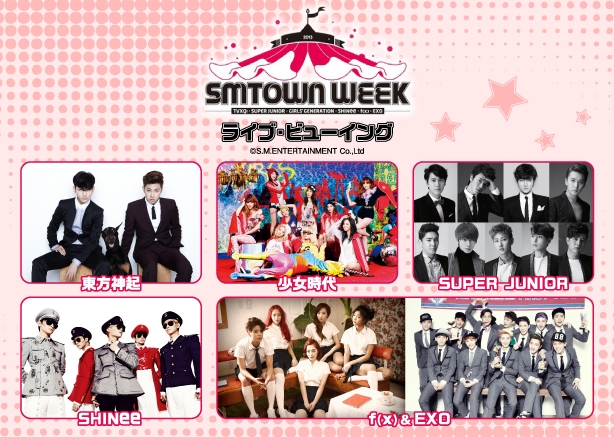 2013
SMTOWN WEEK
TVXQ! · SUPER JUNIOR · GIRLS' GENERATION · SHINee · f(x) · EXO
ライブ・ビューイング
©S.M.ENTERTAINMENT Co.,Ltd
東方神起
少女時代
SUPER JUNIOR
SHINee
f(x) & EXO